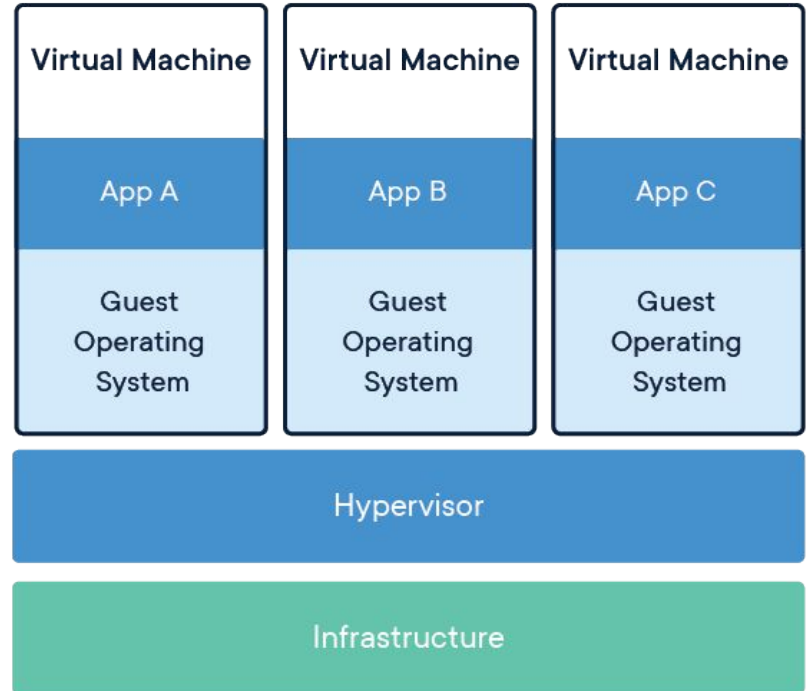 Virtual Machine
Virtual Machine
Virtual Machine
App A
App B
App C
Guest
Operating
System
Guest
Operating
System
Guest
Operating
System
Hypervisor
Infrastructure